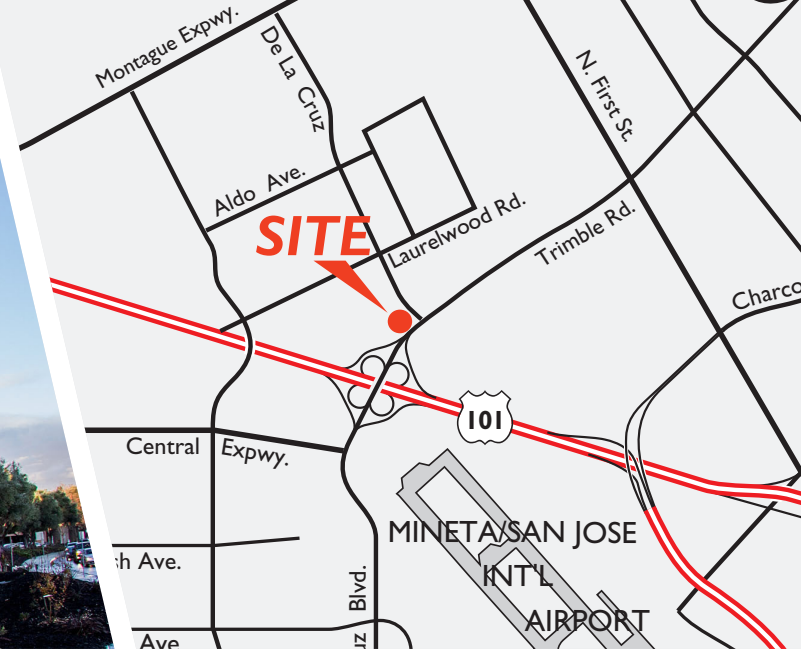 Montague Expwy.
De La Cruz
N. First St.
Aldo Ave.
SITE
Laurelwood Rd.
Trimble Rd.
101
Central Expwy.
MINETA/SAN JOSE
INT'L
AIRPORT
Ave.
Blvd.
Ave